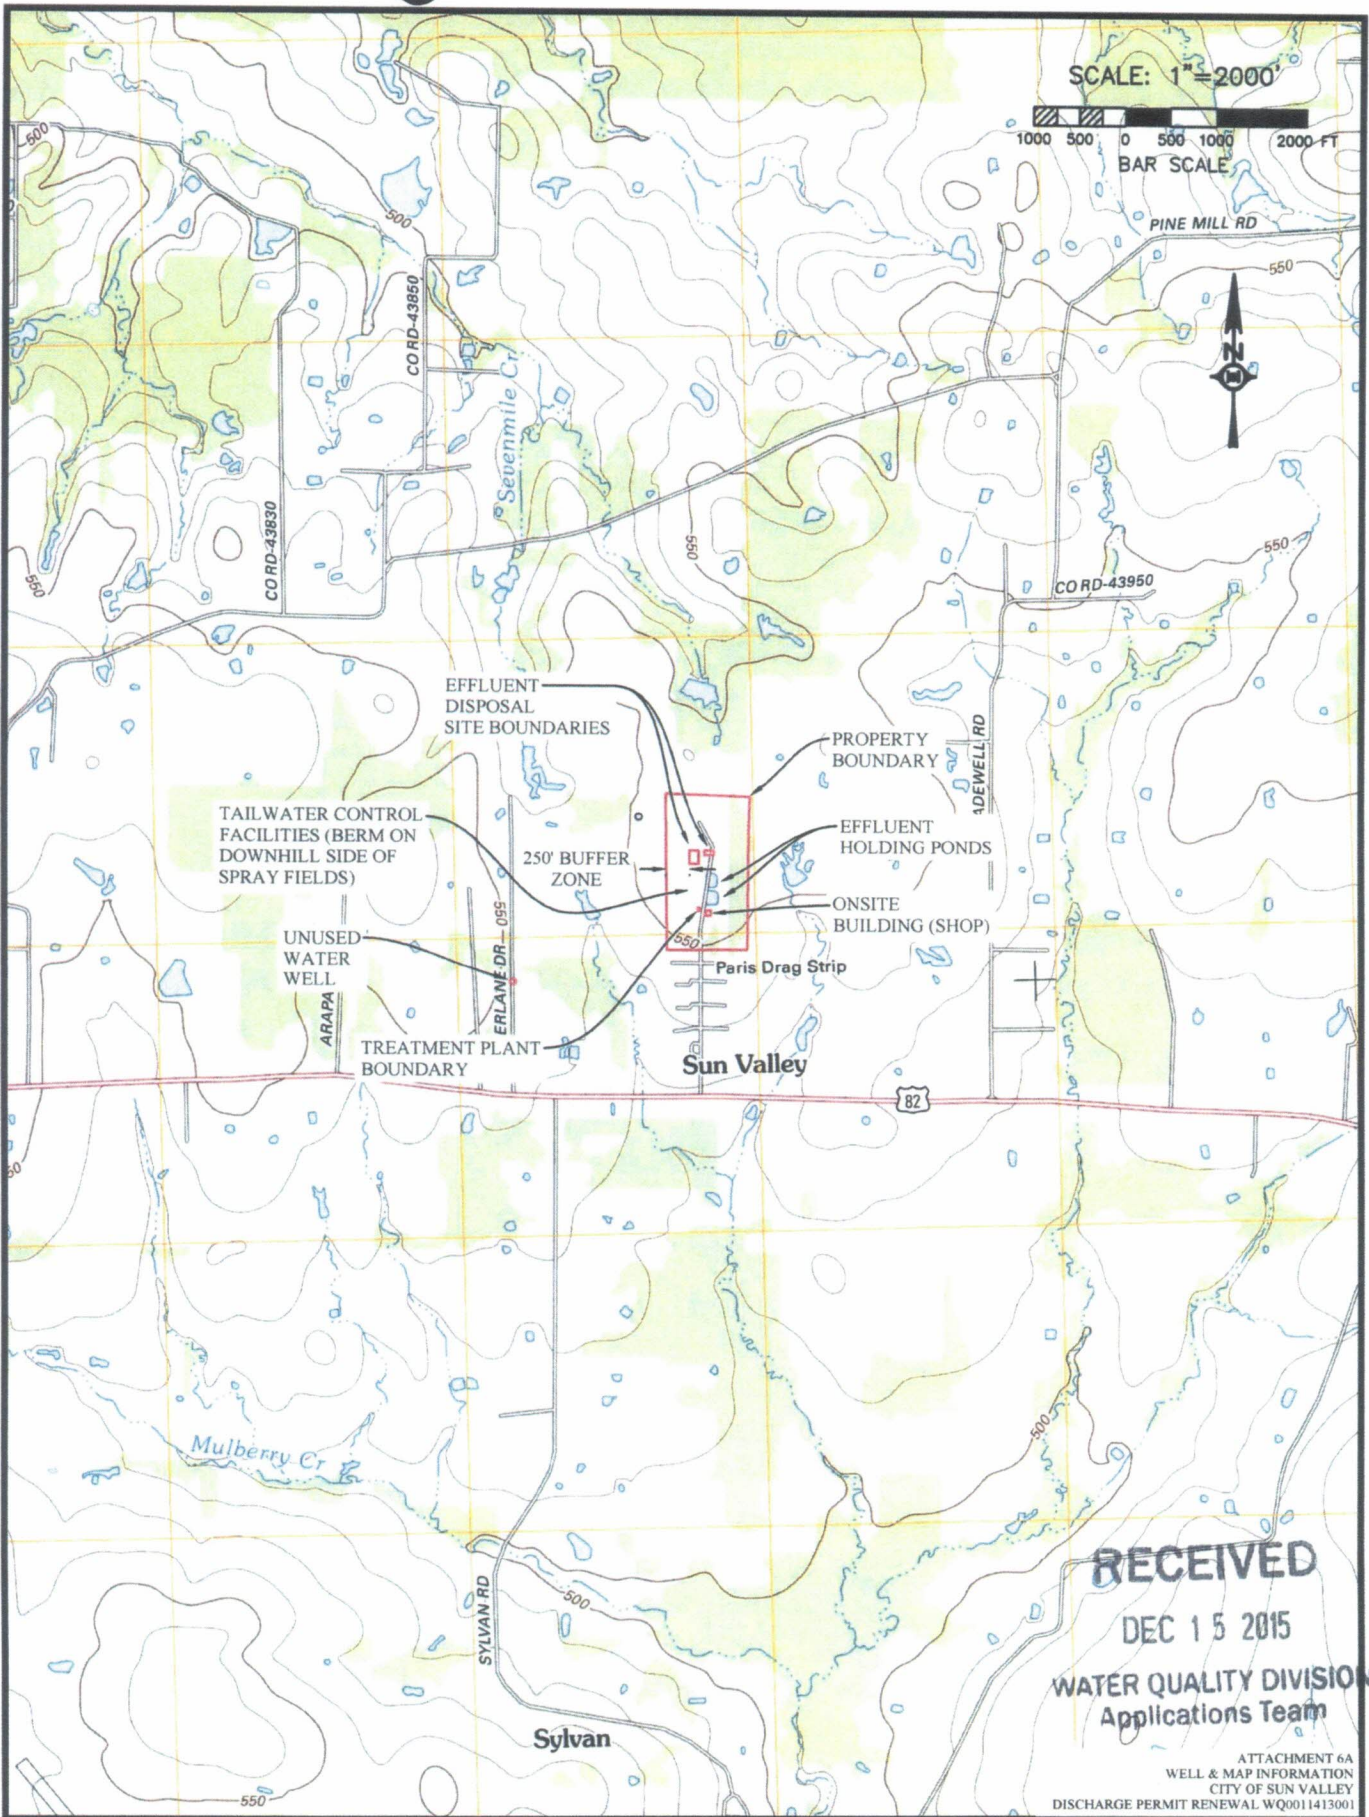 SCALE: 1"=2000'
1000 500 0 500 1000 2000 FT
BAR SCALE
PINE MILL RD
500
500
550
N
CO RD-43850
Sevenmile Cr
CO RD-43830
550
550
550
CO RD-43950
EFFLUENT
DISPOSAL
SITE BOUNDARIES
PROPERTY
BOUNDARY
ADEWELL RD
TAILWATER CONTROL
FACILITIES (BERM ON
DOWNHILL SIDE OF
SPRAY FIELDS)
250' BUFFER
ZONE
EFFLUENT
HOLDING PONDS
ONSITE
BUILDING (SHOP)
UNUSED
WATER
WELL
ARAPA
ERLANE DR
550
550
Paris Drag Strip
TREATMENT PLANT
BOUNDARY
Sun Valley
82
50
Mulberry Cr
500
SYLVAN RD
500
Sylvan
550
RECEIVED
DEC 15 2015
WATER QUALITY DIVISION
Applications Team
ATTACHMENT 6A
WELL & MAP INFORMATION
CITY OF SUN VALLEY
DISCHARGE PERMIT RENEWAL WQ0011413001